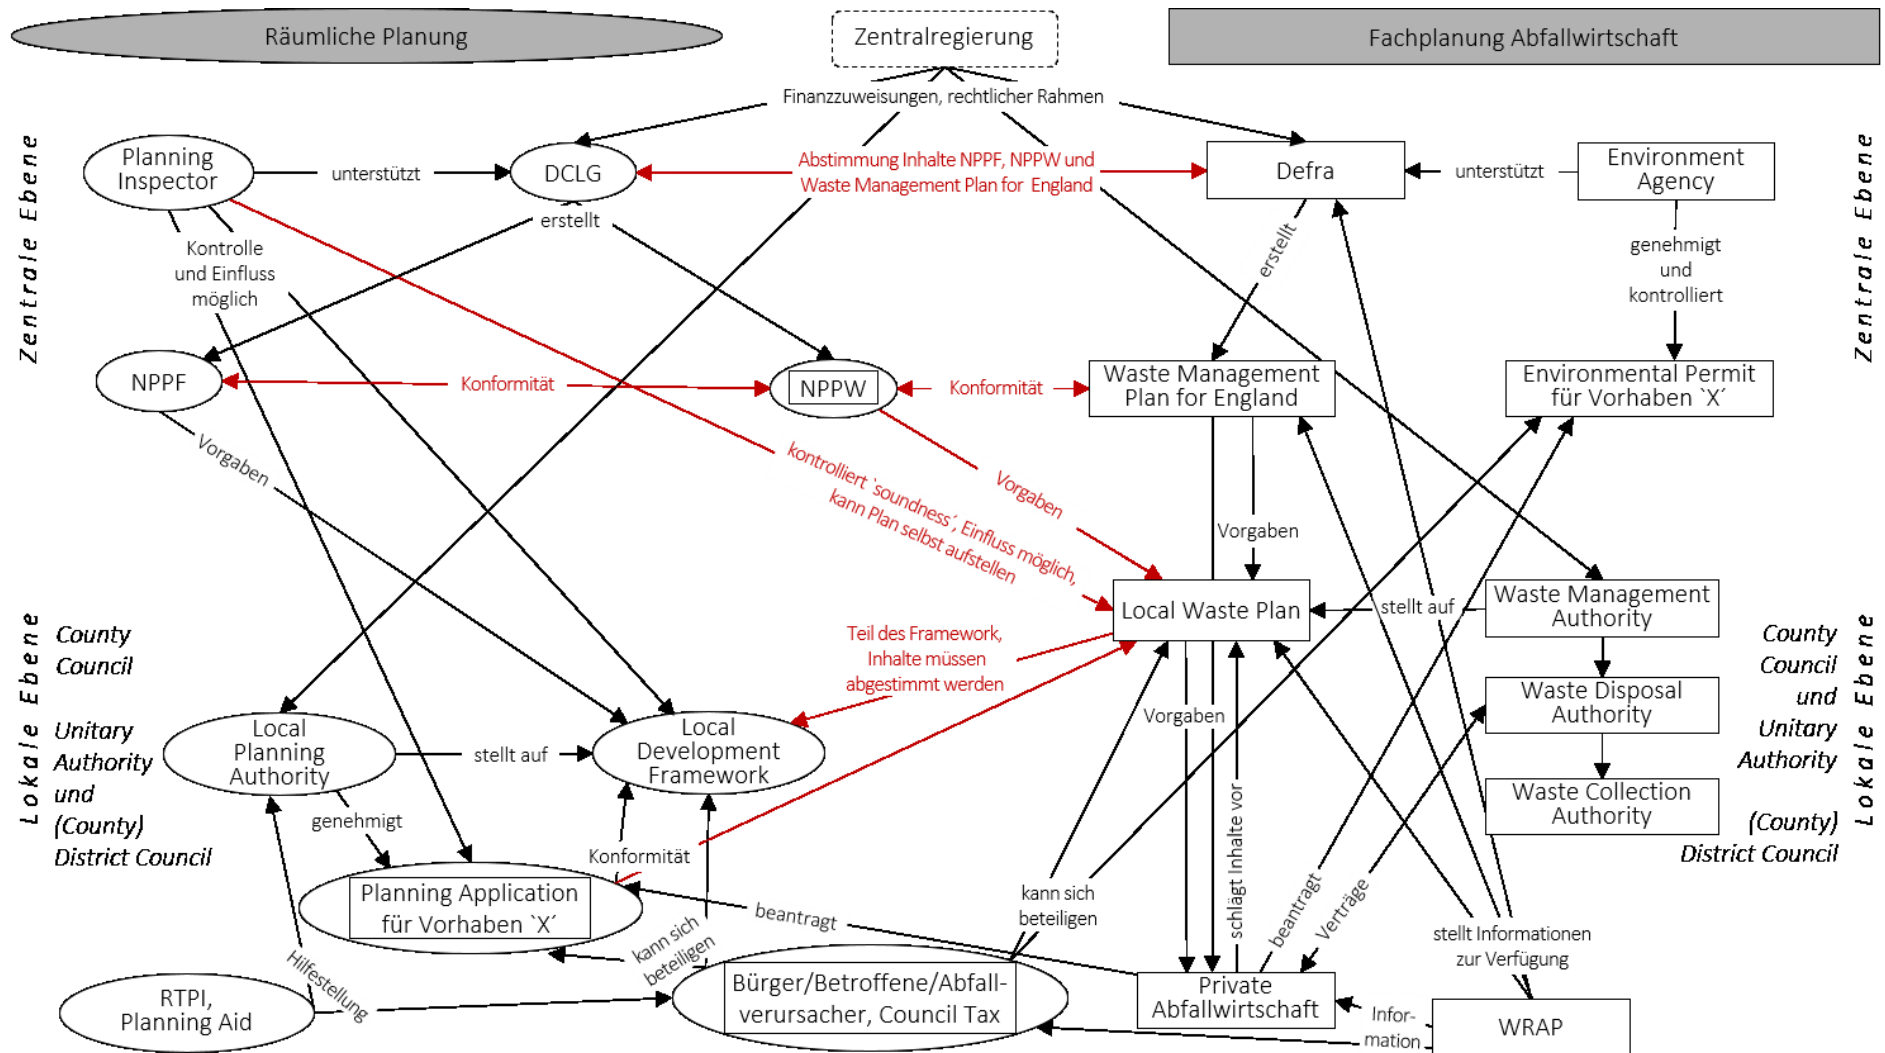 Räumliche Planung
Zentralregierung
Fachplanung Abfallwirtschaft
Finanzzuweisungen, rechtlicher Rahmen
Zentrale Ebene
Planning
Inspector
unterstützt
DCLG
Abstimmung Inhalte NPPF, NPPW und
Waste Management Plan for England
Defra
unterstützt
Environment
Agency
Zentrale Ebene
erstellt
Kontrolle
und Einfluss
möglich
erstellt
genehmigt
und
kontrolliert
NPPF
Konformität
NPPW
Konformität
Waste Management
Plan for England
Environmental Permit
für Vorhaben `X´
Vorgaben
kontrolliert `soundness´, Einfluss möglich,
kann Plan selbst aufstellen
Vorgaben
Vorgaben
Lokale Ebene
County
Council
Unitary
Authority
und
(County)
District Council
Local Waste Plan
stellt auf
Waste Management
Authority
Teil des Framework,
Inhalte müssen
abgestimmt werden
Waste Disposal
Authority
Waste Collection
Authority
County
Council
und
Unitary
Authority
(County)
District Council
Lokale Ebene
Local
Planning
Authority
stellt auf
Local
Development
Framework
Vorgaben
genehmigt
Konformität
schlägt Inhalte vor
Planning Application
für Vorhaben `X´
beantragt
kann sich
beteiligen
kann sich
beteiligen
beantragt
Verträge
stellt Informationen
zur Verfügung
Hilfestellung
RTPI,
Planning Aid
Bürger/Betroffene/Abfall-
verursacher, Council Tax
Private
Abfallwirtschaft
Infor-
mation
WRAP